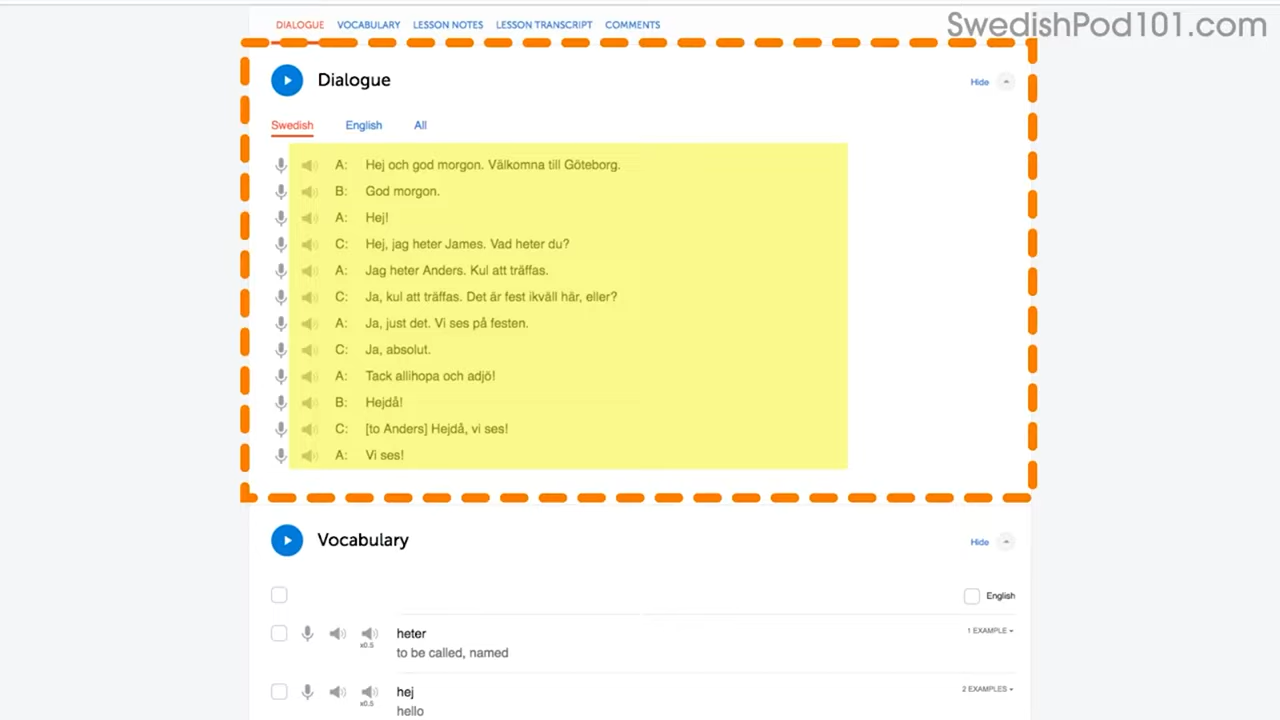 SwedishPod101.com
DIALOGUE VOCABULARY LESSON NOTES LESSON TRANSCRIPT COMMENTS
Dialogue
Hide
Swedish English All
A: Hej och god morgon. Välkomna till Göteborg.
B: God morgon.
A: Hej!
C: Hej, jag heter James. Vad heter du?
A: Jag heter Anders. Kul att träffas.
C: Ja, kul att träffas. Det är fest ikväll här, eller?
A: Ja, just det. Vi ses på festen.
C: Ja, absolut.
A: Tack allihopa och adjö!
B: Hejdå!
C: [to Anders] Hejdå, vi ses!
A: Vi ses!
Vocabulary
Hide
English
heter
1 EXAMPLE
x0.5
to be called, named
hej
2 EXAMPLES
x0.5
hello